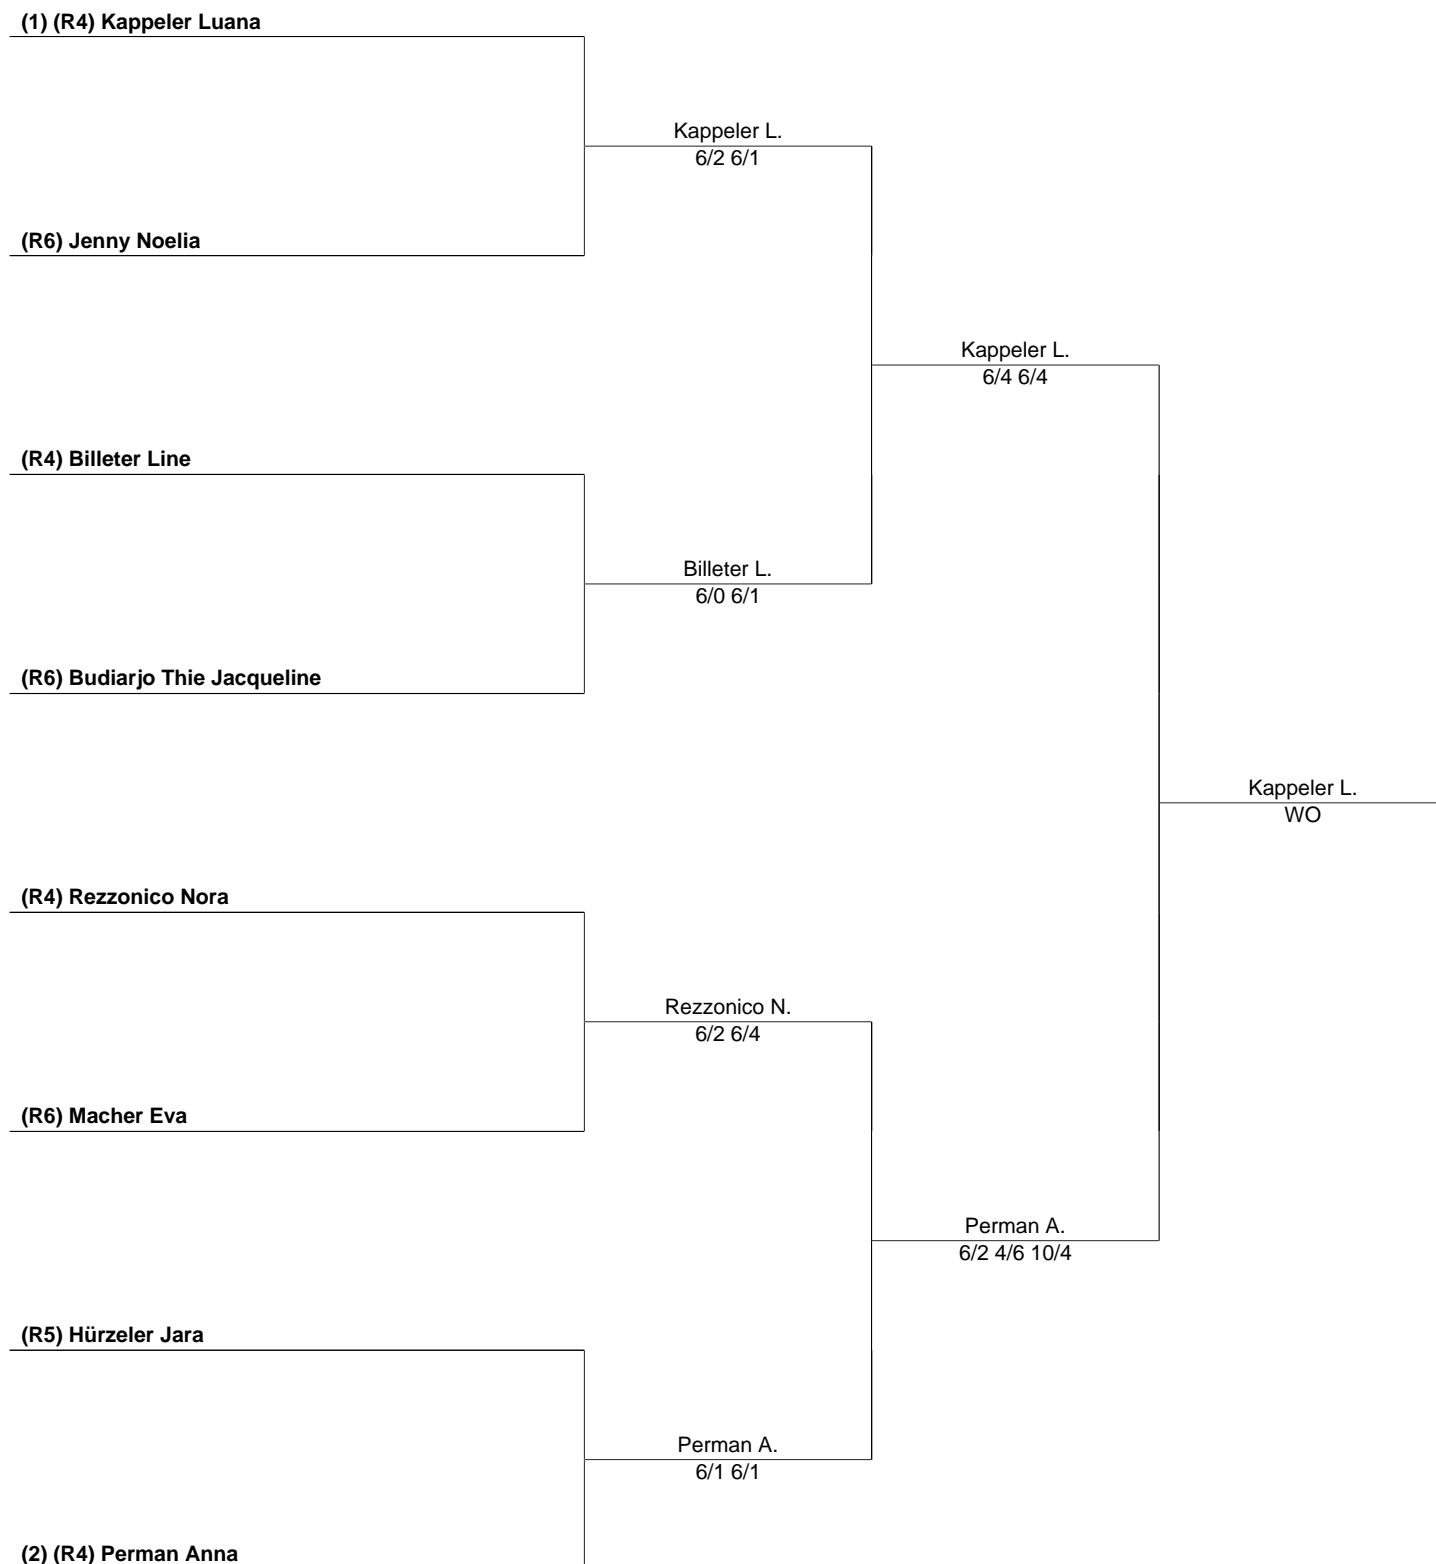 (1) (R4) Kappeler Luana
Kappeler L.
6/2 6/1
(R6) Jenny Noelia
Kappeler L.
6/4 6/4
(R4) Billeter Line
Billeter L.
6/0 6/1
(R6) Budiarjo Thie Jacqueline
Kappeler L.
WO
(R4) Rezzonico Nora
Rezzonico N.
6/2 6/4
(R6) Macher Eva
Perman A.
6/2 4/6 10/4
(R5) Hürzeler Jara
Perman A.
6/1 6/1
(2) (R4) Perman Anna